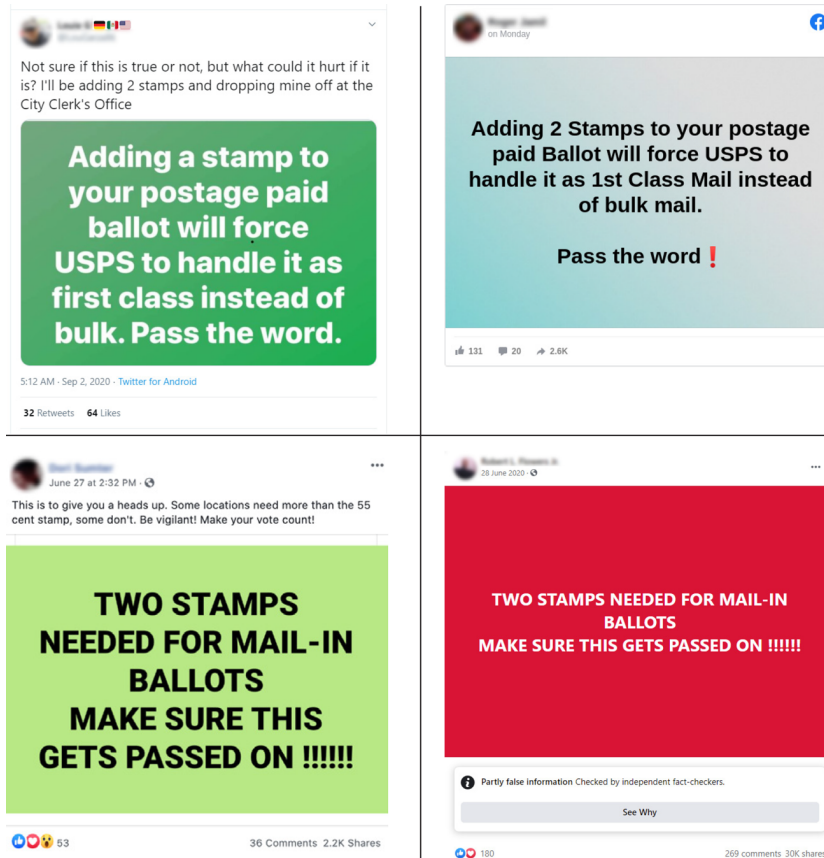 Not sure if this is true or not, but what could it hurt if it
is? I'll be adding 2 stamps and dropping mine off at the
City Clerk's Office
Adding a stamp to
your postage paid
ballot will force
USPS to handle it as
first class instead of
bulk. Pass the word.
5:12 AM · Sep 2, 2020 · Twitter for Android
32 Retweets 64 Likes
on Monday
Adding 2 Stamps to your postage
paid Ballot will force USPS to
handle it as 1st Class Mail instead
of bulk mail.
Pass the word❗
131 20 2.6K
June 27 at 2:32 PM ·
This is to give you a heads up. Some locations need more than the 55
cent stamp, some don't. Be vigilant! Make your vote count!
TWO STAMPS
NEEDED FOR MAIL-IN
BALLOTS
MAKE SURE THIS
GETS PASSED ON !!!!!!
53 36 Comments 2.2K Shares
28 June 2020 ·
TWO STAMPS NEEDED FOR MAIL-IN
BALLOTS
MAKE SURE THIS GETS PASSED ON !!!!!!
Partly false information Checked by independent fact-checkers.
See Why
180 269 comments 30K shares